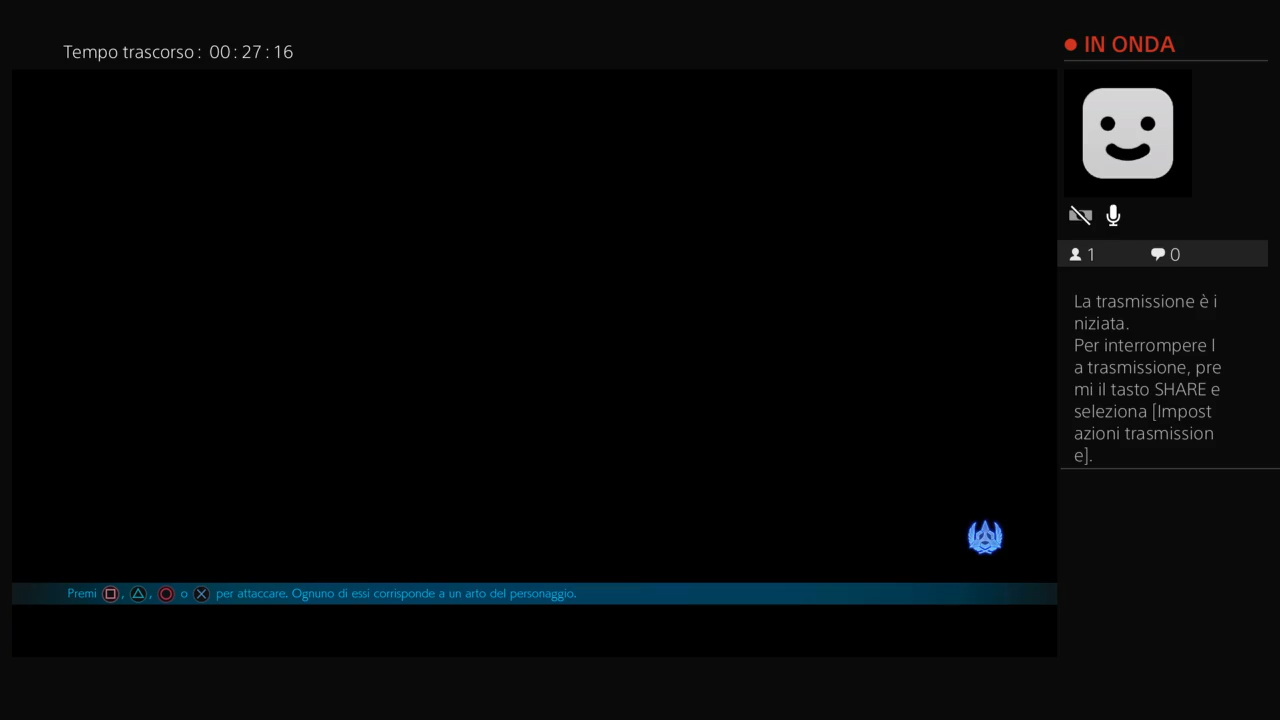 Tempo trascorso: 00:27:16
IN ONDA
1
0
La trasmissione è i
niziata.
Per interrompere l
a trasmissione, pre
mi il tasto SHARE e
seleziona [Impost
azioni trasmission
e].
Premi □, △, ○ o ✕ per attaccare. Ognuno di essi corrisponde a un arto del personaggio.